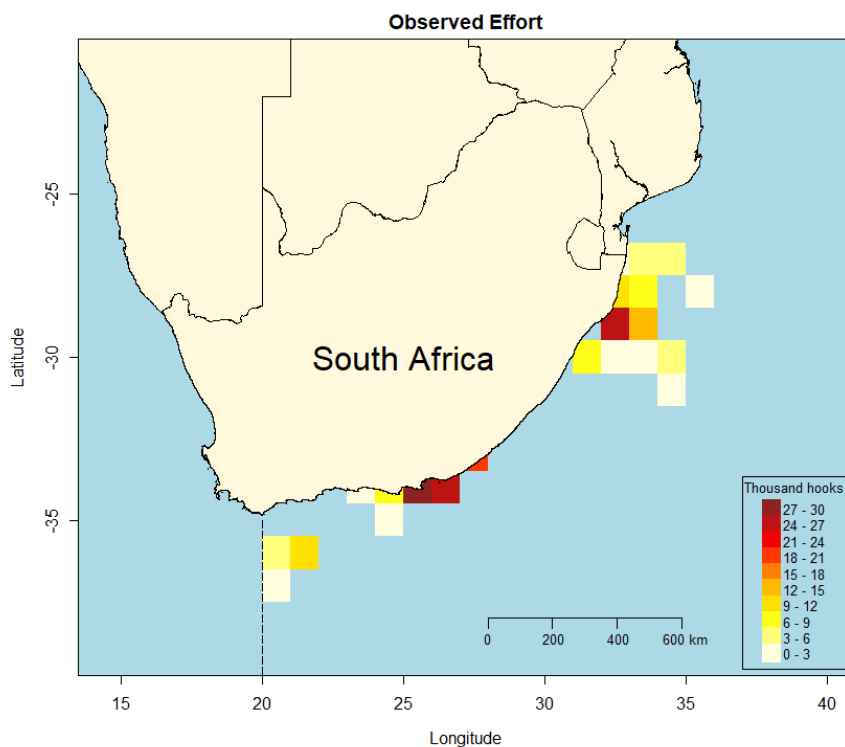 Observed Effort
-25
-30
-35
Latitude
South Africa
Thousand hooks
27 - 30
24 - 27
21 - 24
18 - 21
15 - 18
12 - 15
9 - 12
6 - 9
3 - 6
0 - 3
0 200 400 600 km
15 20 25 30 35 40
Longitude